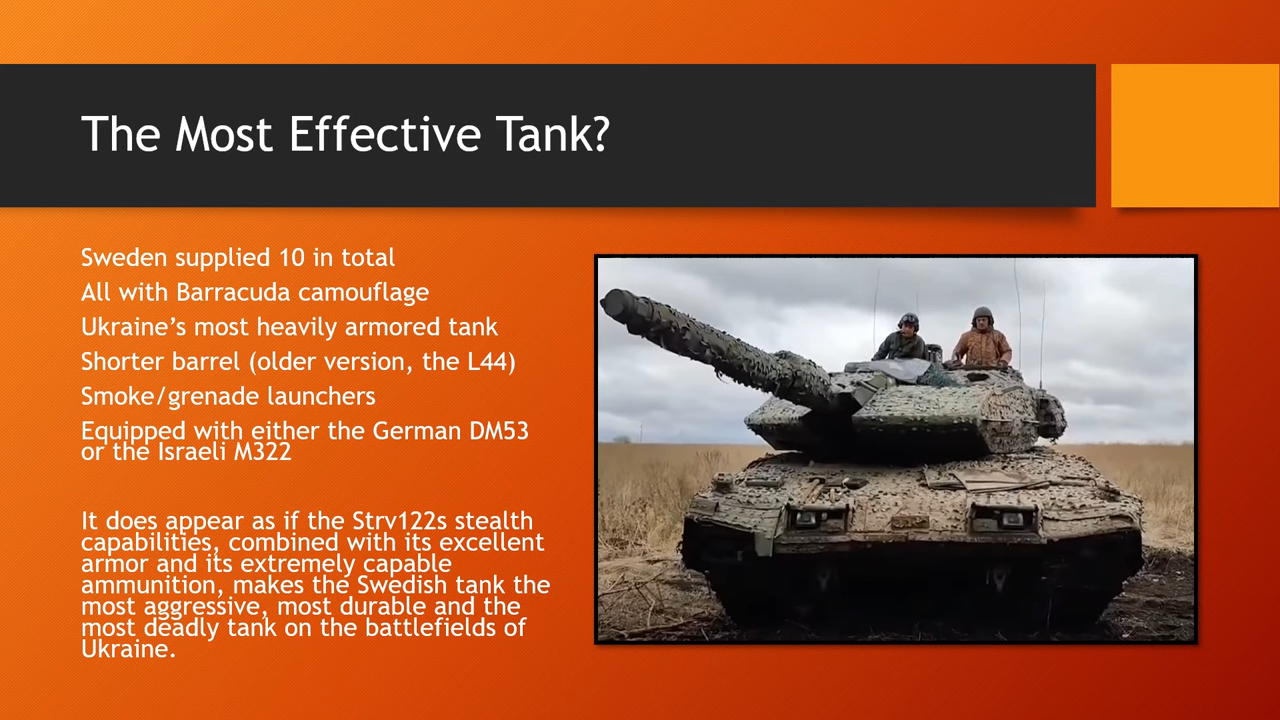 The Most Effective Tank?
Sweden supplied 10 in total
All with Barracuda camouflage
Ukraine’s most heavily armored tank
Shorter barrel (older version, the L44)
Smoke/grenade launchers
Equipped with either the German DM53
or the Israeli M322
It does appear as if the Strv122s stealth
capabilities, combined with its excellent
armor and its extremely capable
ammunition, makes the Swedish tank the
most aggressive, most durable and the
most deadly tank on the battlefields of
Ukraine.